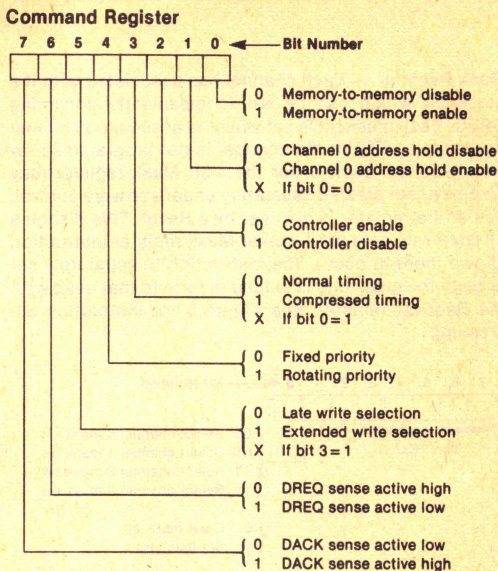 Command Register
7 6 5 4 3 2 1 0
Bit Number
0 Memory-to-memory disable
1 Memory-to-memory enable
0 Channel 0 address hold disable
1 Channel 0 address hold enable
X If bit 0 = 0
0 Controller enable
1 Controller disable
0 Normal timing
1 Compressed timing
X If bit 0 = 1
0 Fixed priority
1 Rotating priority
0 Late write selection
1 Extended write selection
X If bit 3 = 1
0 DREQ sense active high
1 DREQ sense active low
0 DACK sense active low
1 DACK sense active high